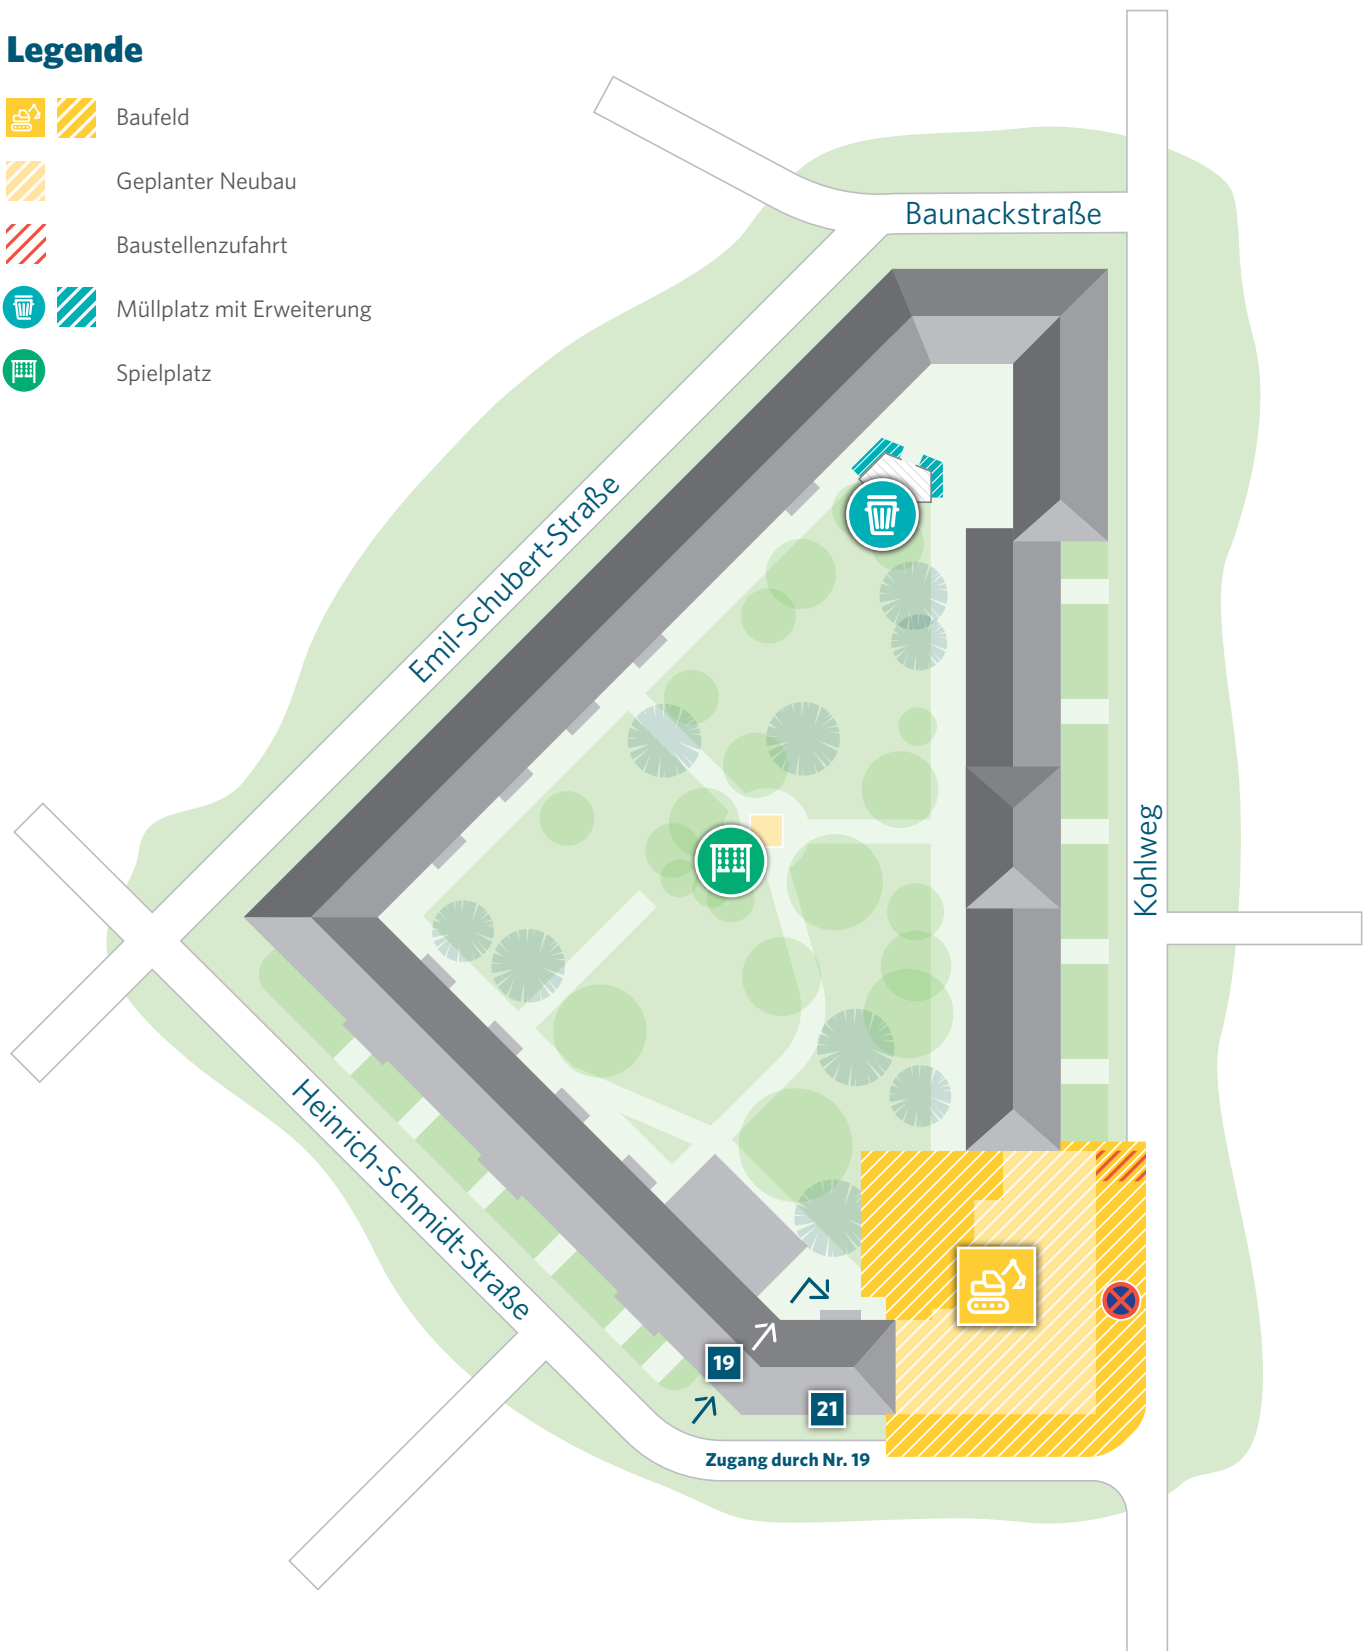 Legende
Baufeld
Geplanter Neubau
Baustellenzufahrt
Müllplatz mit Erweiterung
Spielplatz
Baunackstraße
Emil-Schubert-Straße
Kohlweg
Heinrich-Schmidt-Straße
19
21
Zugang durch Nr. 19